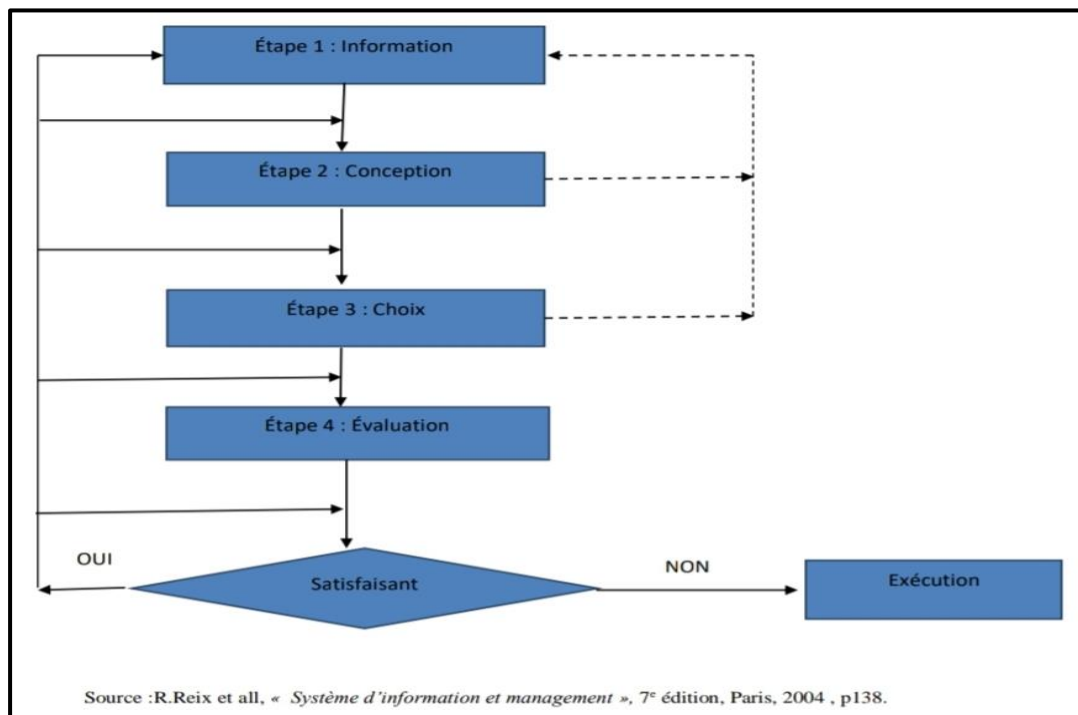 Étape 1 : Information
Étape 2 : Conception
Étape 3 : Choix
Étape 4 : Évaluation
OUI
Satisfaisant
NON
Exécution
Source :R.Reix et all, « Système d'information et management », 7e édition, Paris, 2004 , p138.